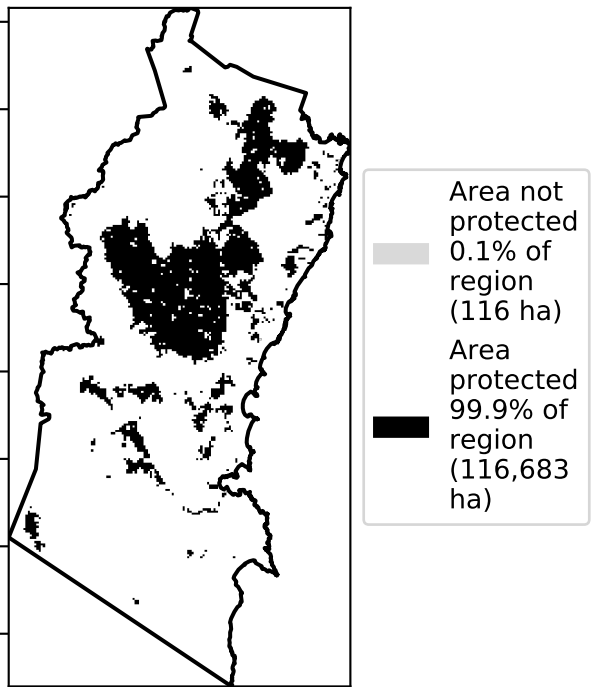 Area not
protected
0.1% of
region
(116 ha)
Area
protected
99.9% of
region
(116,683
ha)